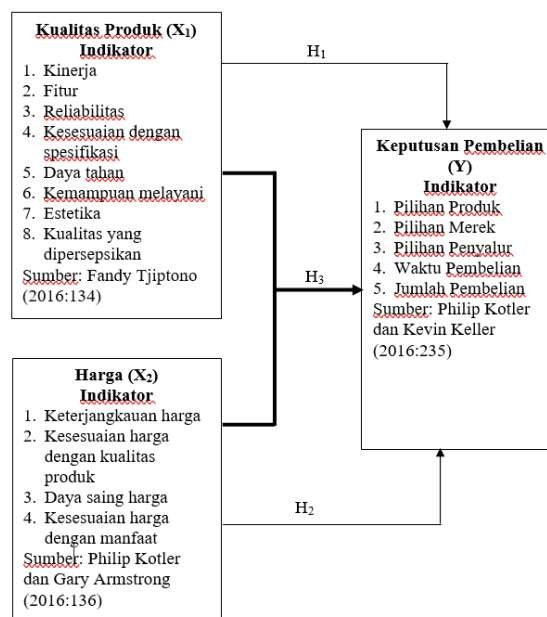 Kualitas Produk (X₁)
Indikator
1. Kinerja
2. Fitur
3. Reliabilitas
4. Kesesuaian dengan
spesifikasi
5. Daya tahan
6. Kemampuan melayani
7. Estetika
8. Kualitas yang
dipersepsikan
Sumber: Fandy Tjiptono
(2016:134)
H₁
Keputusan Pembelian
(Y)
Indikator
1. Pilihan Produk
2. Pilihan Merek
3. Pilihan Penyalur
4. Waktu Pembelian
5. Jumlah Pembelian
Sumber: Philip Kotler
dan Kevin Keller
(2016:235)
H₃
Harga (X₂)
Indikator
1. Keterjangkauan harga
2. Kesesuaian harga
dengan kualitas
produk
3. Daya saing harga
4. Kesesuaian harga
dengan manfaat
Sumber: Philip Kotler
dan Gary Armstrong
(2016:136)
H₂